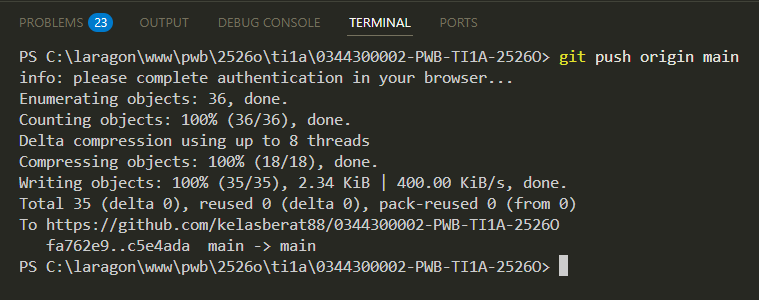 PROBLEMS 23 OUTPUT DEBUG CONSOLE TERMINAL PORTS
PS C:\laragon\www\pwb\2526o\ti1a\0344300002-PWB-TI1A-2526O> git push origin main
info: please complete authentication in your browser...
Enumerating objects: 36, done.
Counting objects: 100% (36/36), done.
Delta compression using up to 8 threads
Compressing objects: 100% (18/18), done.
Writing objects: 100% (35/35), 2.34 KiB | 400.00 KiB/s, done.
Total 35 (delta 0), reused 0 (delta 0), pack-reused 0 (from 0)
To https://github.com/kelasberat88/0344300002-PWB-TI1A-2526O
   fa762e9..c5e4ada  main -> main
PS C:\laragon\www\pwb\2526o\ti1a\0344300002-PWB-TI1A-2526O>